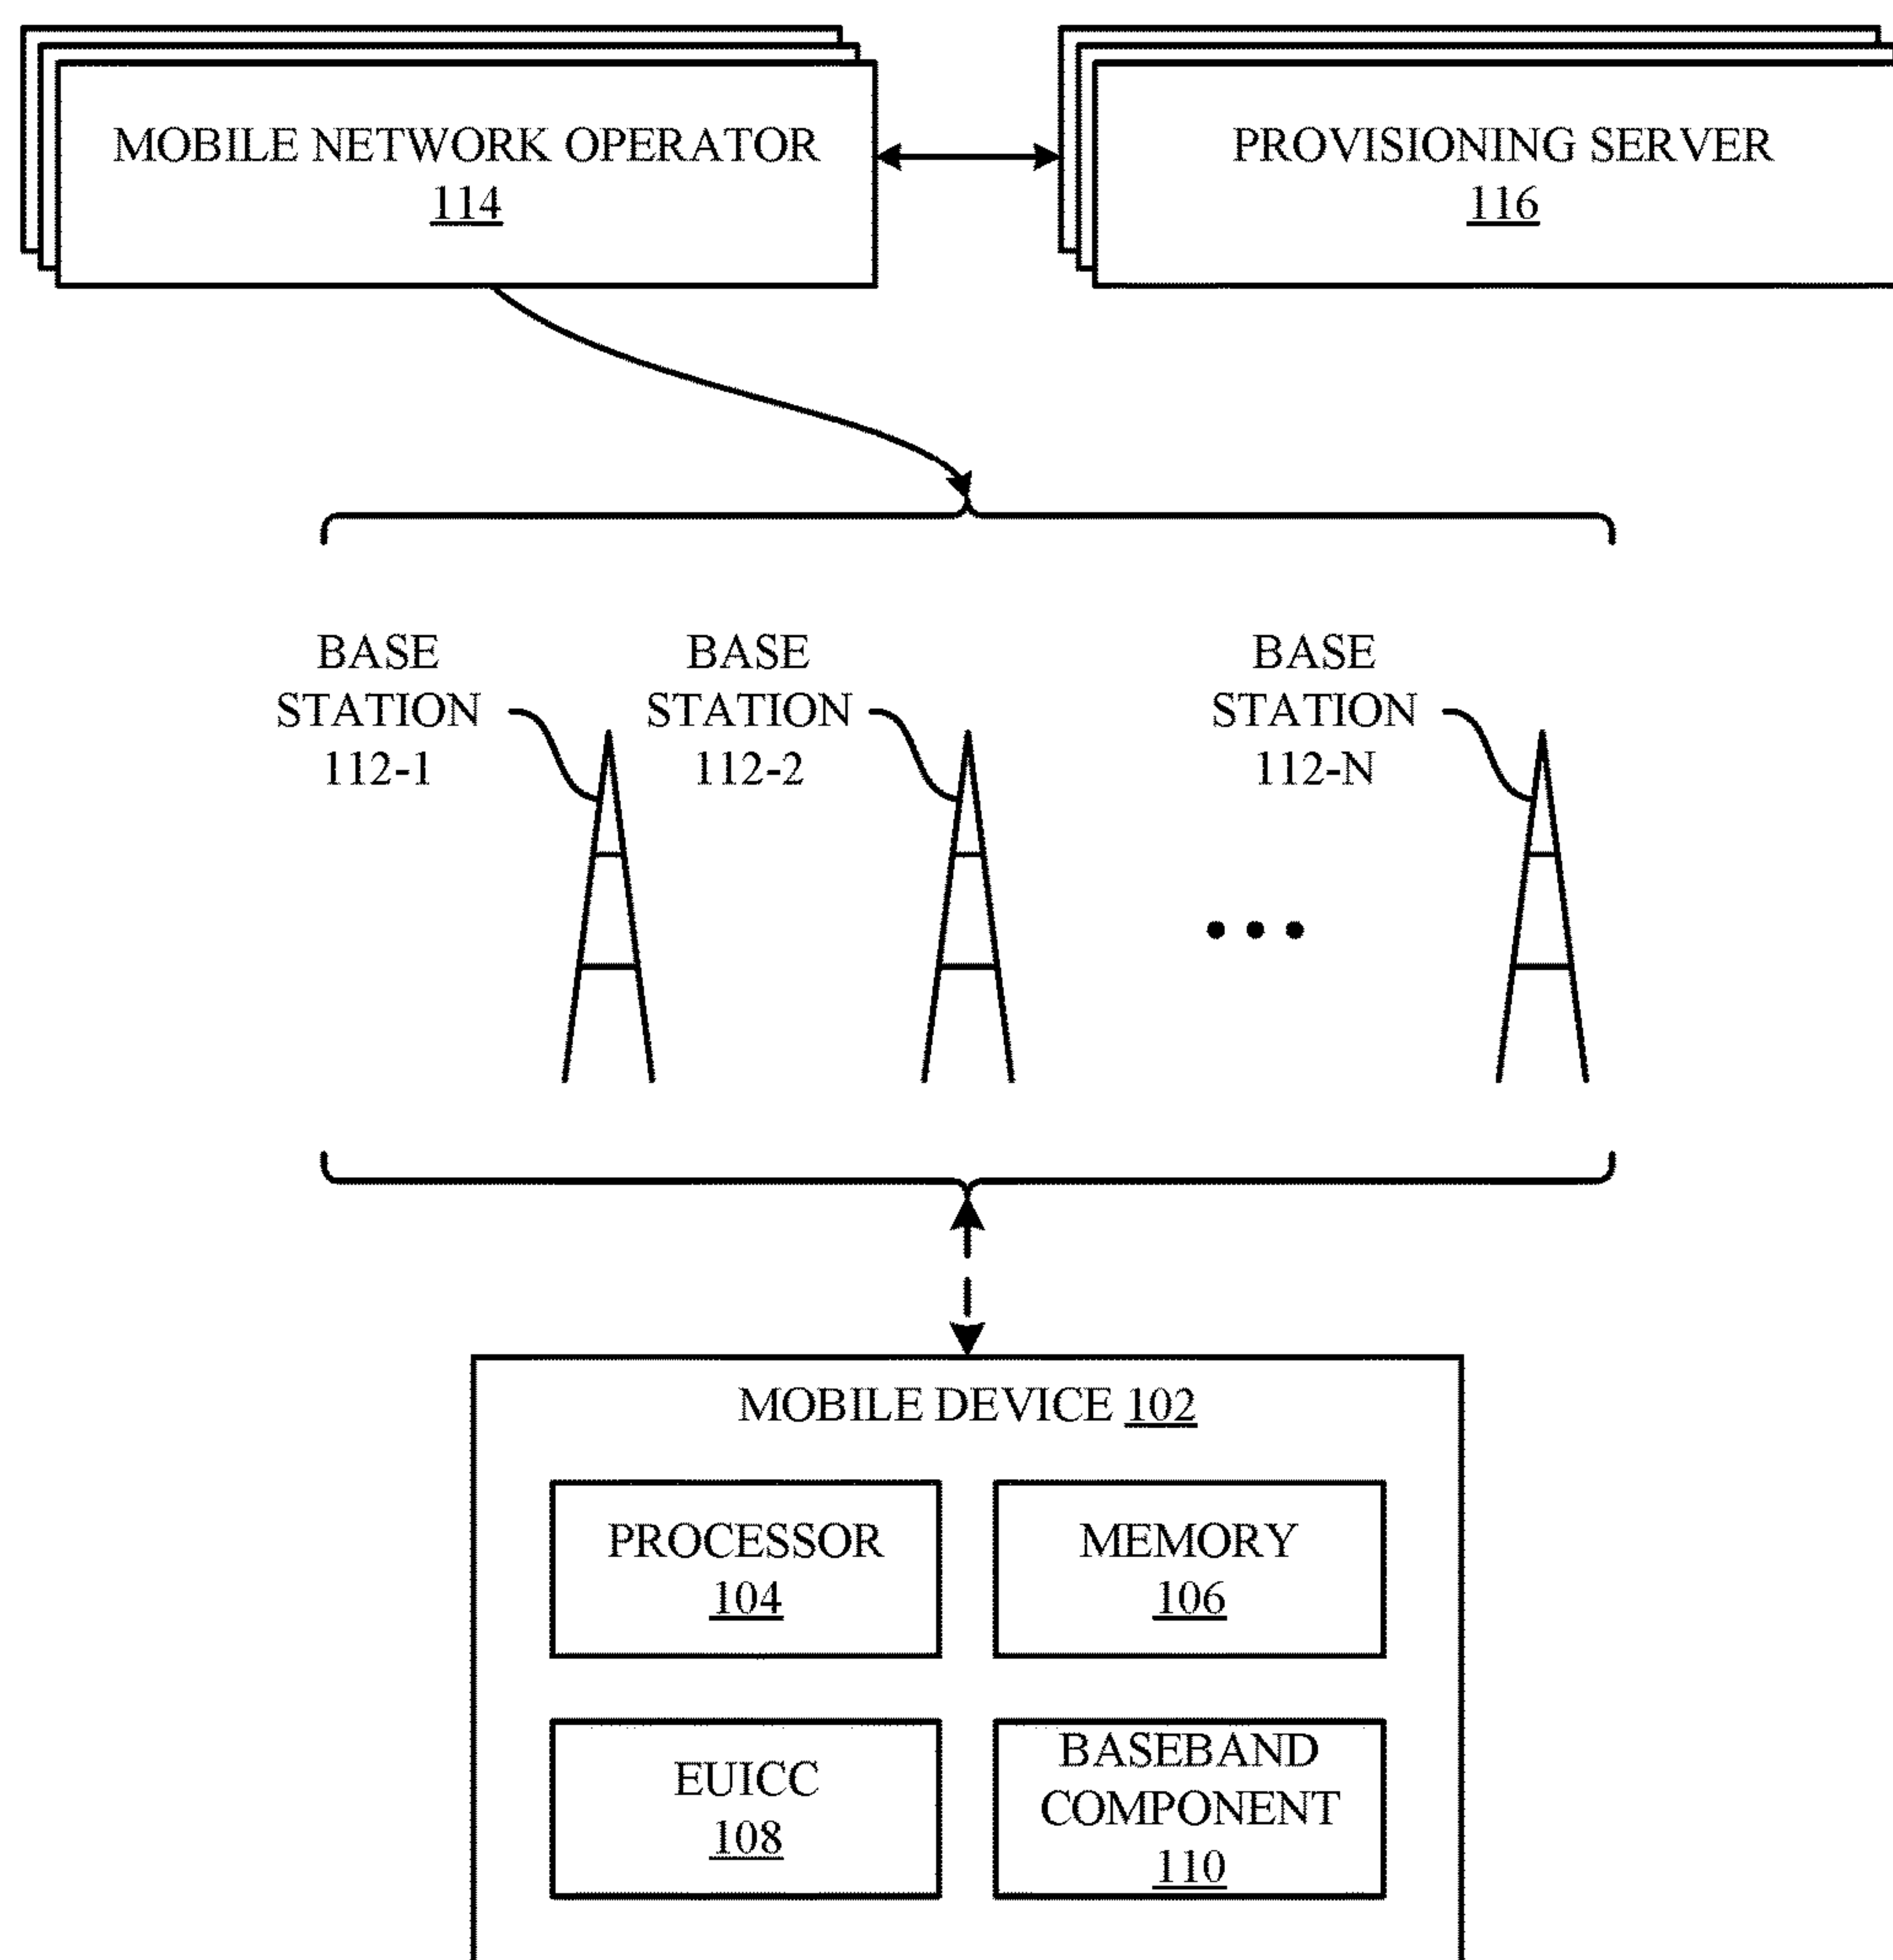 MOBILE NETWORK OPERATOR
114
PROVISIONING SERVER
116
BASE
STATION
112-1
BASE
STATION
112-2
BASE
STATION
112-N
MOBILE DEVICE 102
PROCESSOR
104
MEMORY
106
EUICC
108
BASEBAND
COMPONENT
110